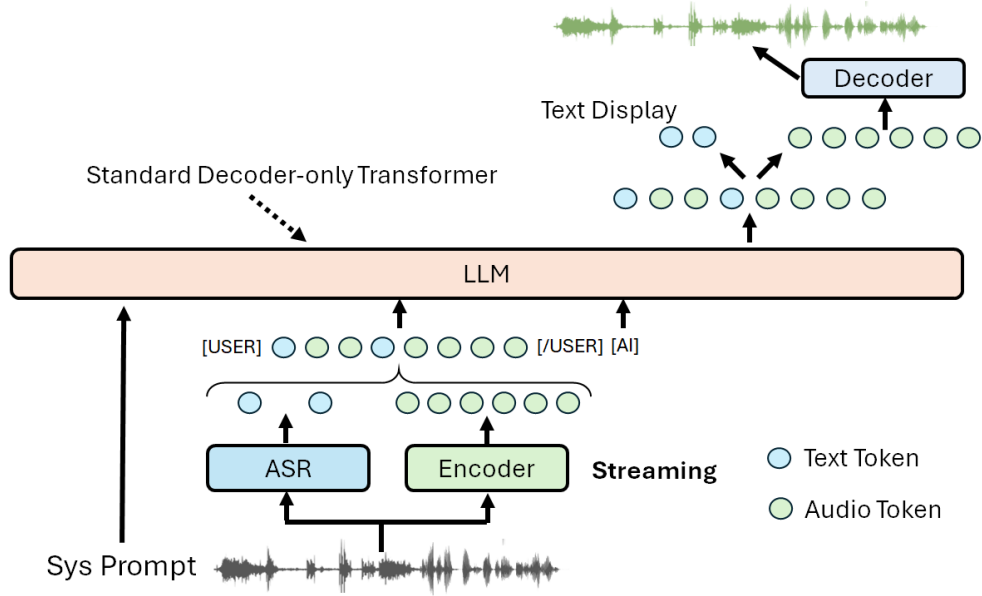 Decoder
Text Display
Standard Decoder-only Transformer
LLM
[USER] [/USER] [AI]
ASR
Encoder
Streaming
Text Token
Audio Token
Sys Prompt